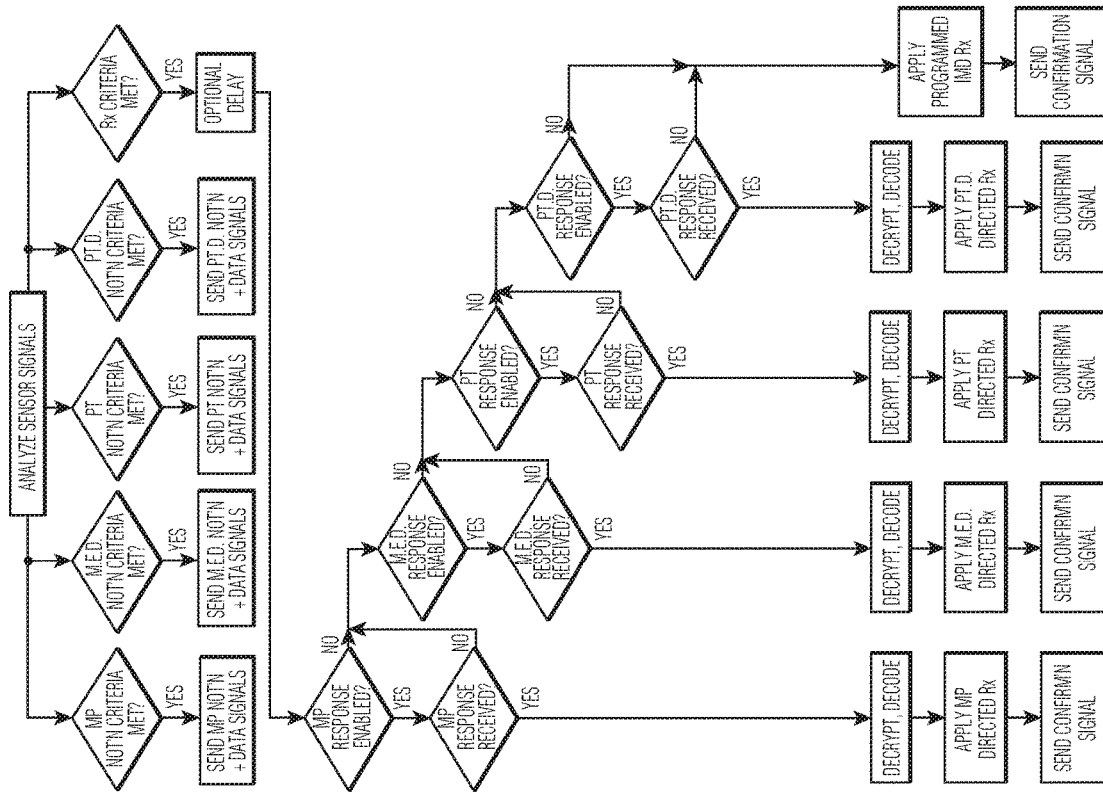 ANALYZE SENSOR SIGNALS
MP
NOT'N CRITERIA
MET?
YES
SEND MP NOT'N
+ DATA SIGNALS
M.E.D.
NOT'N CRITERIA
MET?
YES
SEND M.E.D. NOT'N
+ DATA SIGNALS
PT
NOT'N CRITERIA
MET?
YES
SEND PT NOT'N
+ DATA SIGNALS
PT.D.
NOT'N CRITERIA
MET?
YES
SEND PT.D. NOT'N
+ DATA SIGNALS
Rx CRITERIA
MET?
YES
OPTIONAL
DELAY
MP
RESPONSE
ENABLED?
NO
YES
MP
RESPONSE
RECEIVED?
NO
YES
M.E.D.
RESPONSE
ENABLED?
NO
YES
M.E.D.
RESPONSE
RECEIVED?
NO
YES
PT
RESPONSE
ENABLED?
NO
YES
PT
RESPONSE
RECEIVED?
NO
YES
PT.D.
RESPONSE
ENABLED?
NO
YES
PT.D.
RESPONSE
RECEIVED?
NO
YES
DECRYPT, DECODE
APPLY MP
DIRECTED Rx
SEND CONFIRM'N
SIGNAL
DECRYPT, DECODE
APPLY M.E.D.
DIRECTED Rx
SEND CONFIRM'N
SIGNAL
DECRYPT, DECODE
APPLY PT
DIRECTED Rx
SEND CONFIRM'N
SIGNAL
DECRYPT, DECODE
APPLY PT.D.
DIRECTED Rx
SEND CONFIRM'N
SIGNAL
APPLY
PROGRAMMED
IMD Rx
SEND
CONFIRMATION
SIGNAL